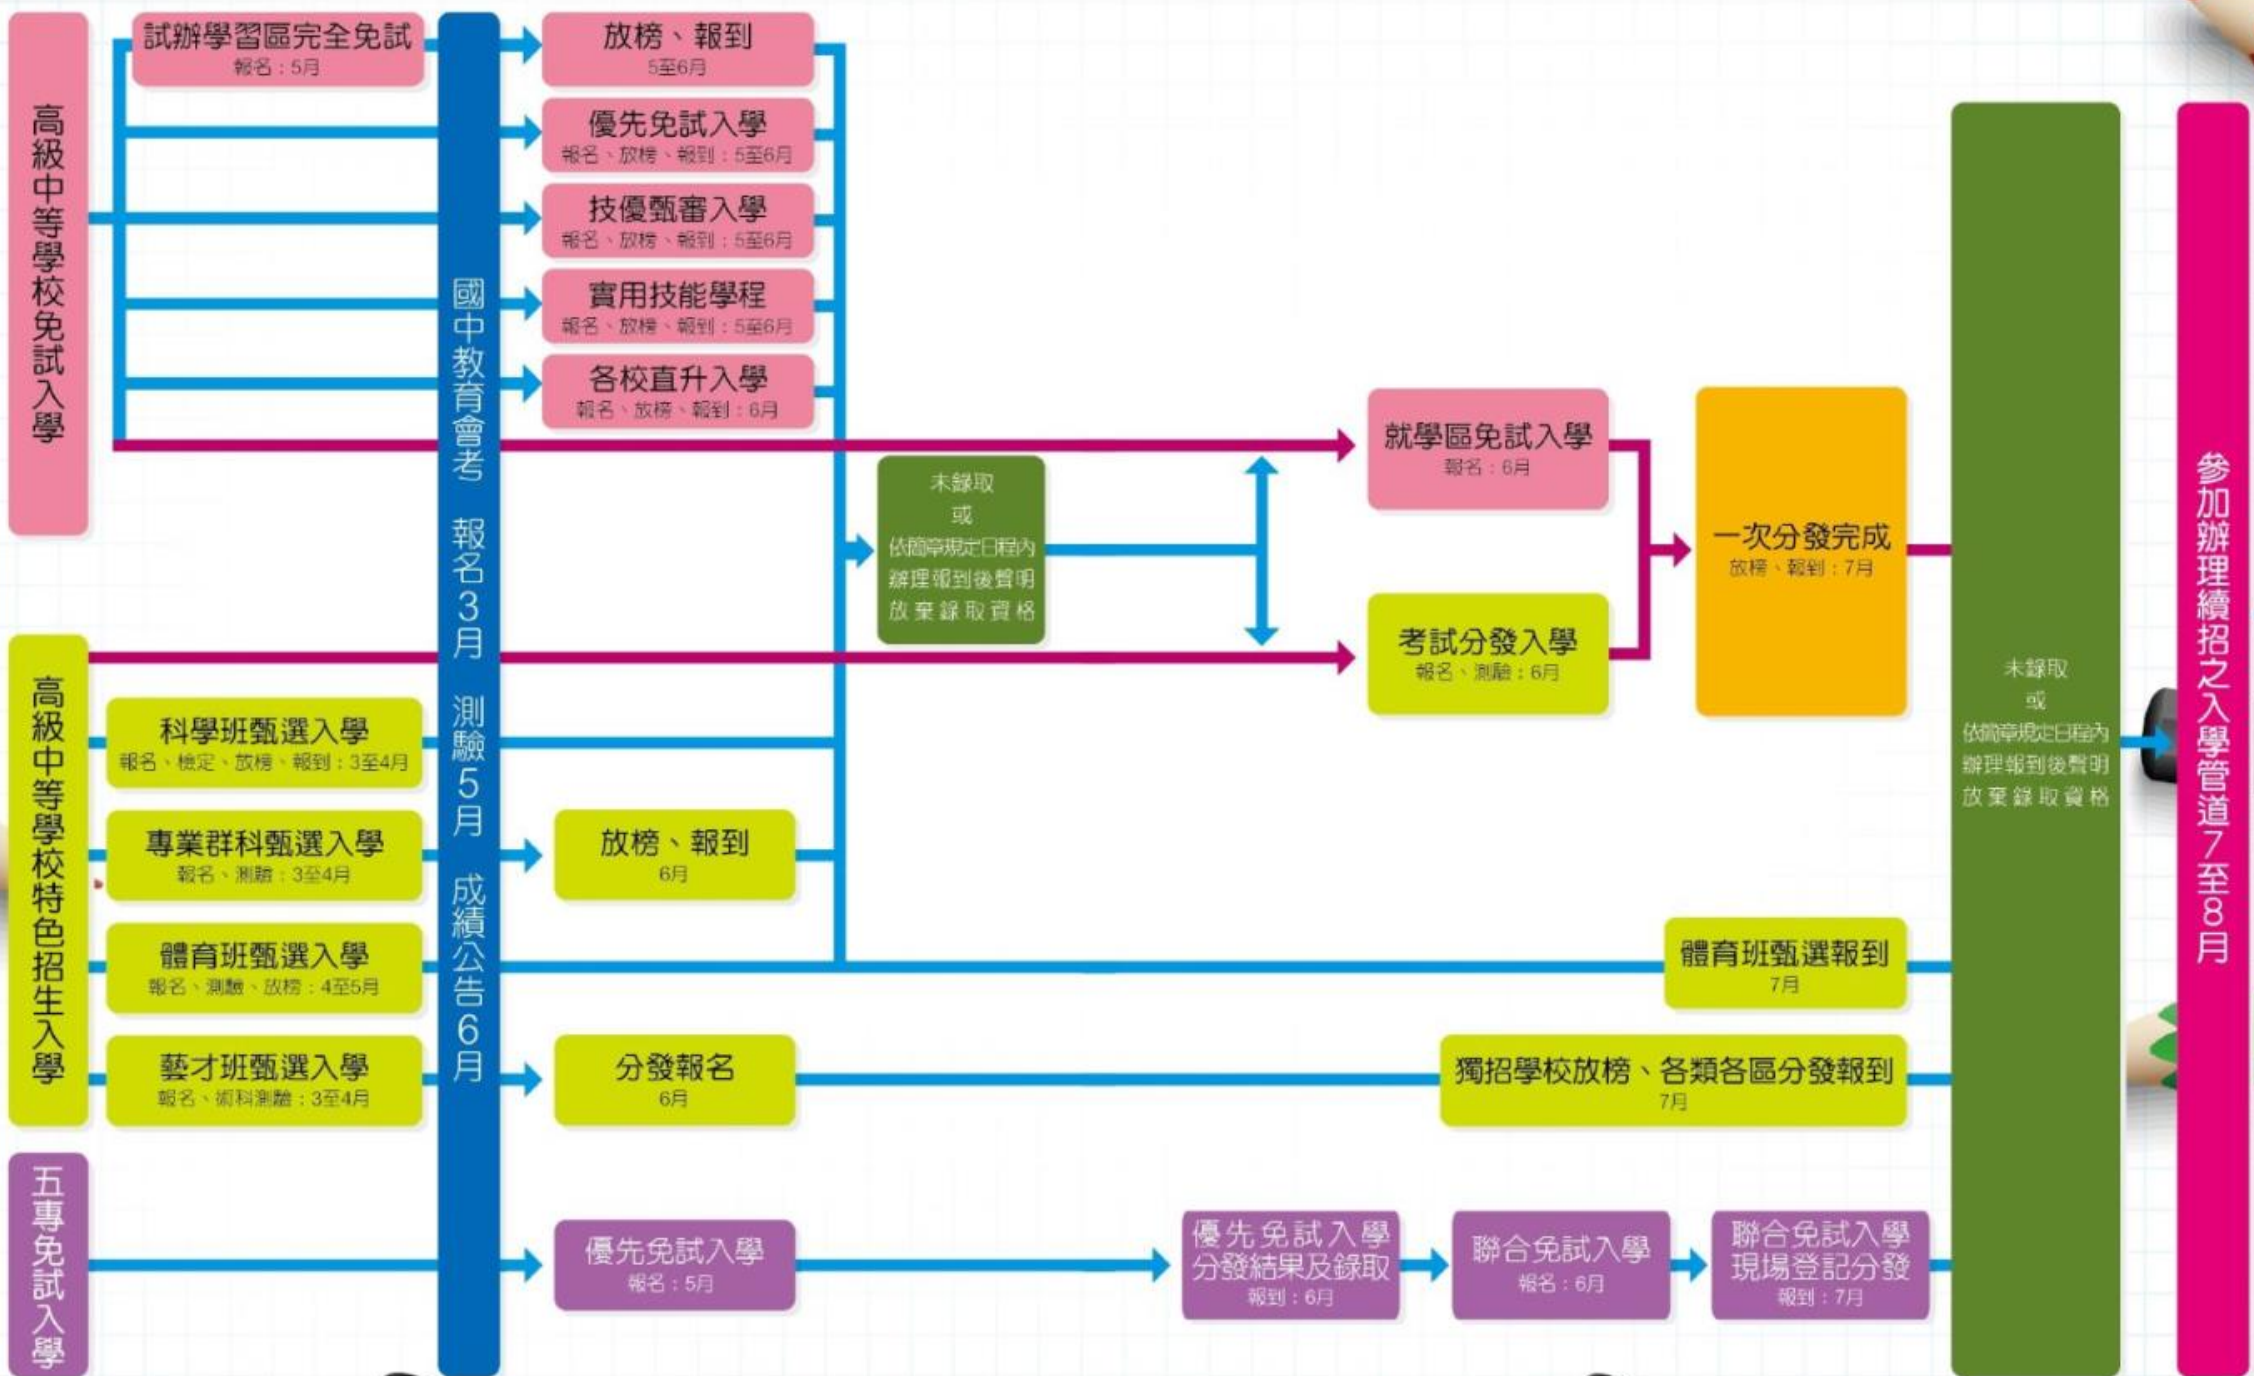 高級中等學校免試入學
試辦學習區完全免試
報名：5月
國中教育會考 報名3月 測驗5月 成績公告6月
放榜、報到
5至6月
優先免試入學
報名、放榜、報到：5至6月
技優甄審入學
報名、放榜、報到：5至6月
實用技能學程
報名、放榜、報到：5至6月
各校直升入學
報名、放榜、報到：6月
未錄取
或
依簡章規定日程內
辦理報到後聲明
放棄錄取資格
就學區免試入學
報名：6月
考試分發入學
報名、測驗：6月
一次分發完成
放榜、報到：7月
高級中等學校特色招生入學
科學班甄選入學
報名、檢定、放榜、報到：3至4月
專業群科甄選入學
報名、測驗：3至4月
放榜、報到
6月
體育班甄選入學
報名、測驗、放榜：4至5月
體育班甄選報到
7月
藝才班甄選入學
報名、術科測驗：3至4月
分發報名
6月
獨招學校放榜、各類各區分發報到
7月
五專免試入學
優先免試入學
報名：5月
優先免試入學
分發結果及錄取
報到：6月
聯合免試入學
報名：6月
聯合免試入學
現場登記分發
報到：7月
未錄取
或
依簡章規定日程內
辦理報到後聲明
放棄錄取資格
參加辦理續招之入學管道7至8月